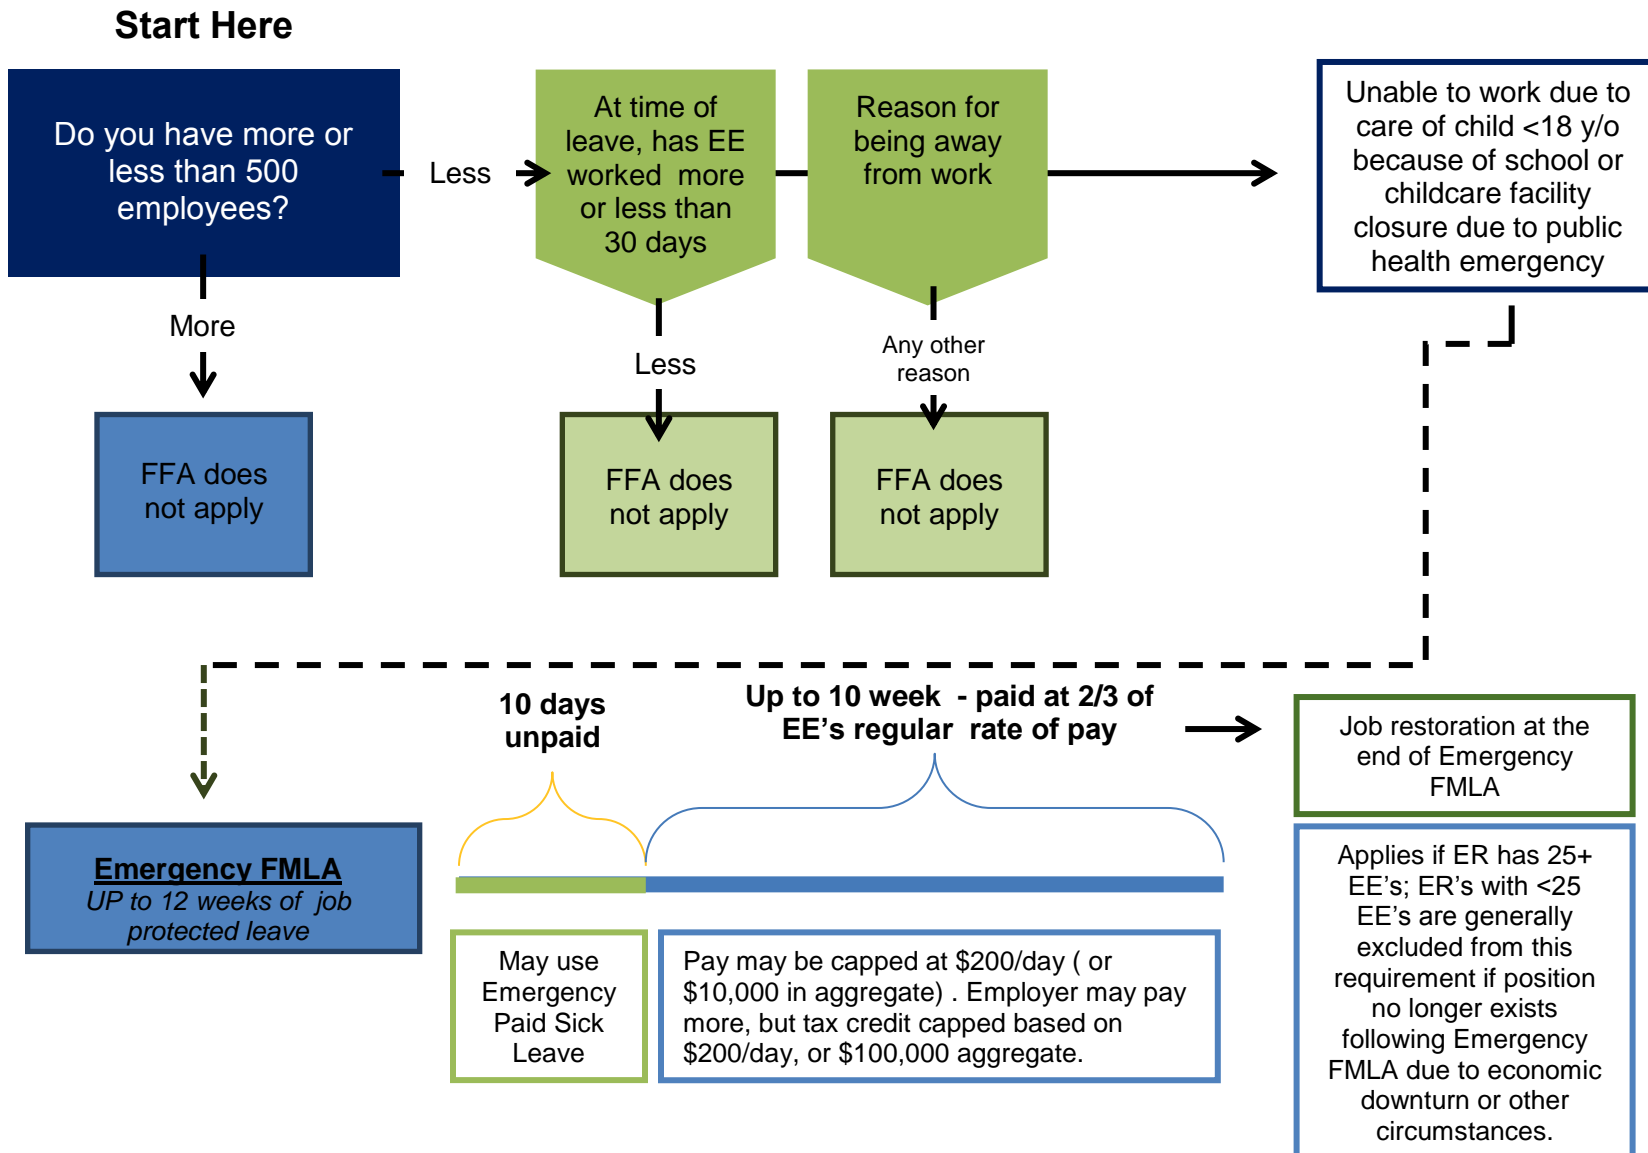 Start Here
Do you have more or
less than 500
employees?
Less
More
FFA does
not apply
At time of
leave, has EE
worked more
or less than
30 days
Less
FFA does
not apply
Reason for
being away
from work
Any other
reason
FFA does
not apply
Unable to work due to
care of child <18 y/o
because of school or
childcare facility
closure due to public
health emergency
Emergency FMLA
UP to 12 weeks of job
protected leave
10 days
unpaid
May use
Emergency
Paid Sick
Leave
Up to 10 week - paid at 2/3 of
EE’s regular rate of pay
Pay may be capped at $200/day ( or
$10,000 in aggregate) . Employer may pay
more, but tax credit capped based on
$200/day, or $100,000 aggregate.
Job restoration at the
end of Emergency
FMLA
Applies if ER has 25+
EE’s; ER’s with <25
EE’s are generally
excluded from this
requirement if position
no longer exists
following Emergency
FMLA due to economic
downturn or other
circumstances.